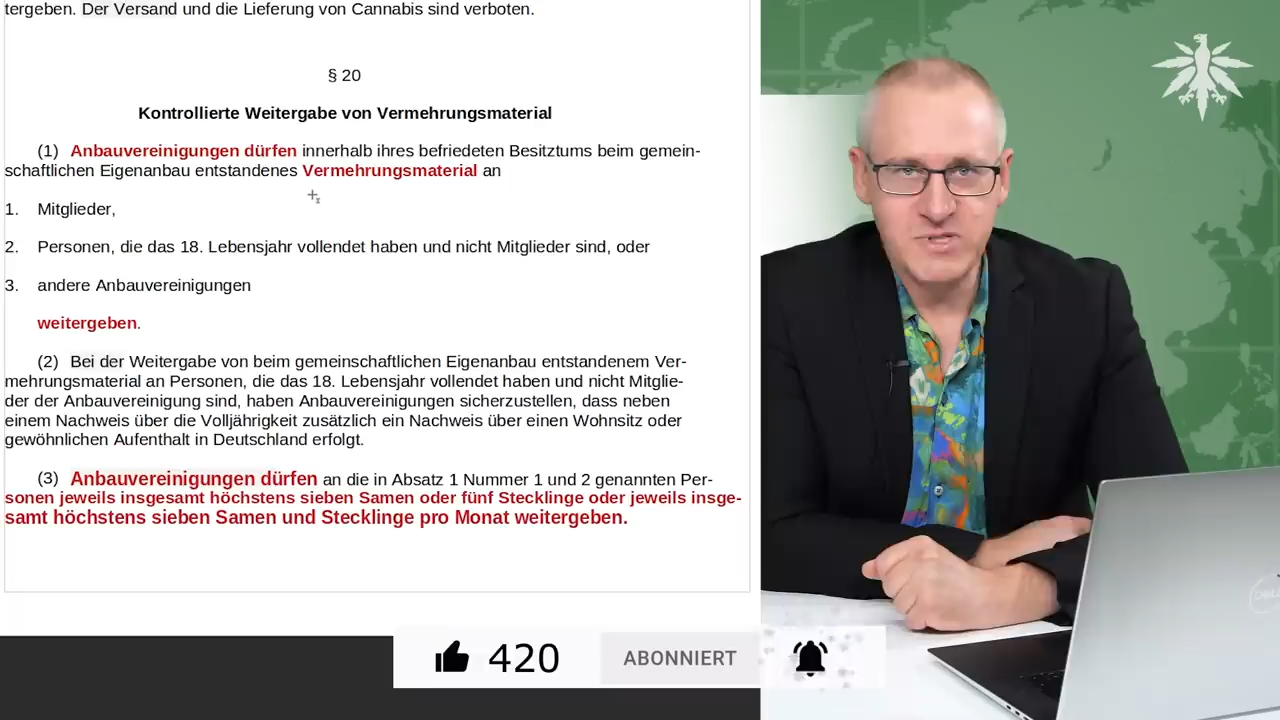 tergeben. Der Versand und die Lieferung von Cannabis sind verboten.
§ 20
Kontrollierte Weitergabe von Vermehrungsmaterial
(1) Anbauvereinigungen dürfen innerhalb ihres befriedeten Besitztums beim gemein-
schaftlichen Eigenanbau entstandenes Vermehrungsmaterial an
1. Mitglieder,
2. Personen, die das 18. Lebensjahr vollendet haben und nicht Mitglieder sind, oder
3. andere Anbauvereinigungen
weitergeben.
(2) Bei der Weitergabe von beim gemeinschaftlichen Eigenanbau entstandenem Ver-
mehrungsmaterial an Personen, die das 18. Lebensjahr vollendet haben und nicht Mitglie-
der der Anbauvereinigung sind, haben Anbauvereinigungen sicherzustellen, dass neben
einem Nachweis über die Volljährigkeit zusätzlich ein Nachweis über einen Wohnsitz oder
gewöhnlichen Aufenthalt in Deutschland erfolgt.
(3) Anbauvereinigungen dürfen an die in Absatz 1 Nummer 1 und 2 genannten Per-
sonen jeweils insgesamt höchstens sieben Samen oder fünf Stecklinge oder jeweils insge-
samt höchstens sieben Samen und Stecklinge pro Monat weitergeben.
420
ABONNIERT